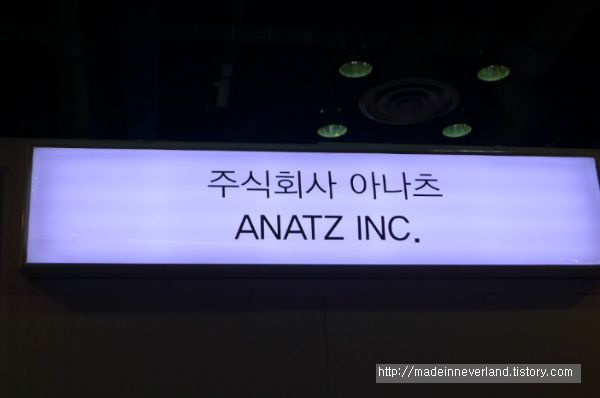 주식회사 아나츠
ANATZ INC.
http://madeinneverland.tistory.com